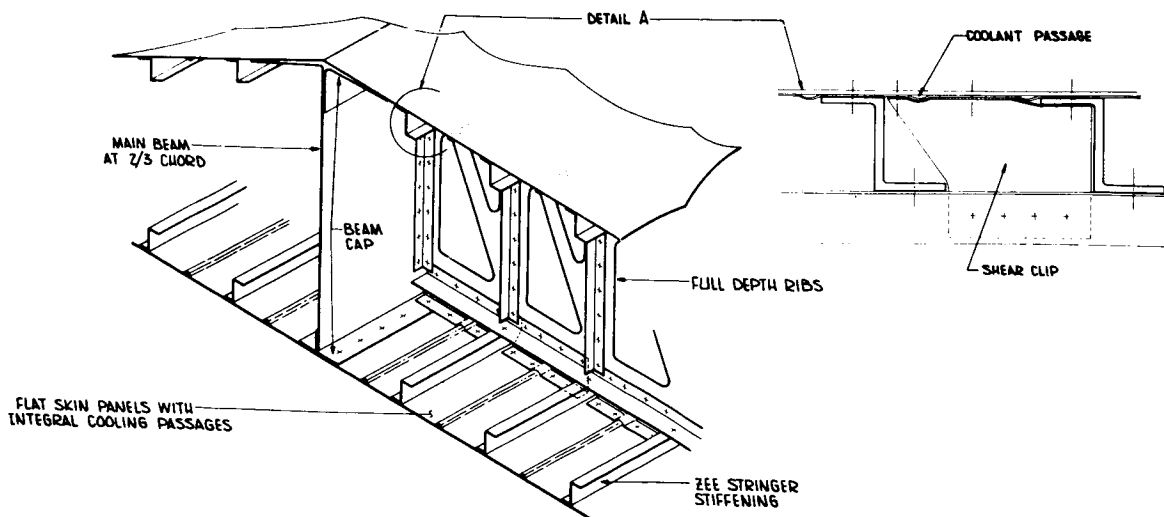 DETAIL A
COOLANT PASSAGE
MAIN BEAM
AT 2/3 CHORD
BEAM
CAP
SHEAR CLIP
FULL DEPTH RIBS
FLAT SKIN PANELS WITH
INTEGRAL COOLING PASSAGES
ZEE STRINGER
STIFFENING